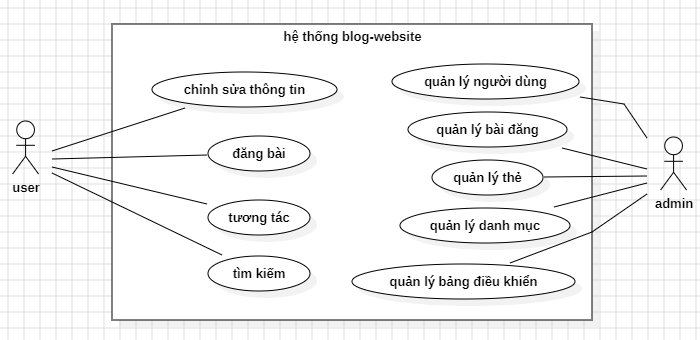 hệ thống blog-website
chỉnh sửa thông tin
đăng bài
tương tác
tìm kiếm
quản lý người dùng
quản lý bài đăng
quản lý thẻ
quản lý danh mục
quản lý bảng điều khiển
user
admin